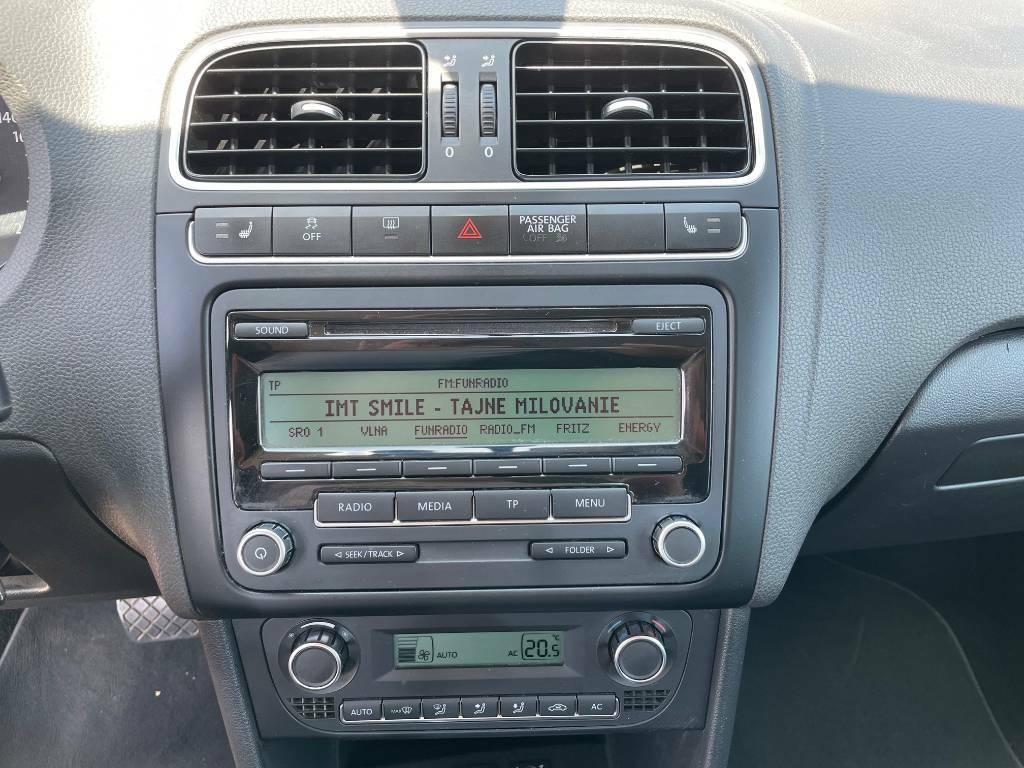 0 0
OFF
PASSENGER
AIR BAG
OFF
SOUND
EJECT
TP FM:FUNRADIO
IMT SMILE - TAJNE MILOVANIE
SRO 1 VLNA FUNRADIO RADIO_FM FRITZ ENERGY
RADIO MEDIA TP MENU
SEEK/TRACK FOLDER
AUTO AC 20.5 °C
AUTO MAX AC